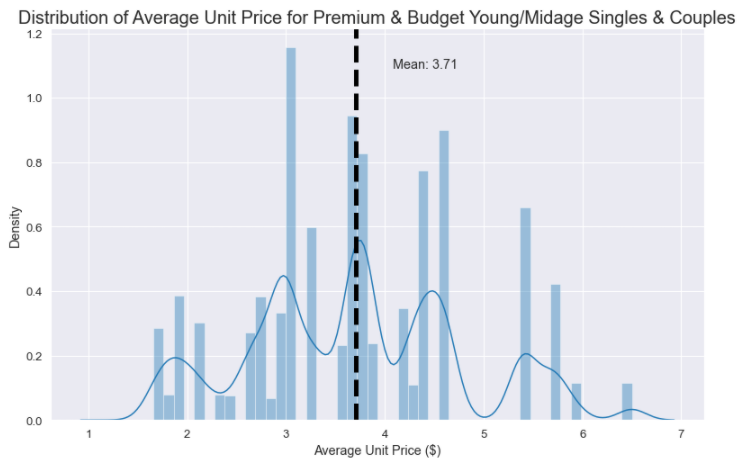 Distribution of Average Unit Price for Premium & Budget Young/Midage Singles & Couples
1.2
Mean: 3.71
1.0
0.8
Density
0.6
0.4
0.2
0.0
1 2 3 4 5 6 7
Average Unit Price ($)